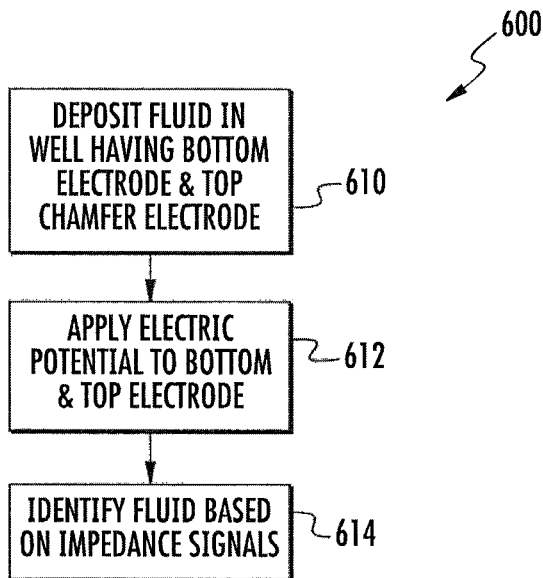 600
DEPOSIT FLUID IN
WELL HAVING BOTTOM
ELECTRODE & TOP
CHAMFER ELECTRODE
610
APPLY ELECTRIC
POTENTIAL TO BOTTOM
& TOP ELECTRODE
612
IDENTIFY FLUID BASED
ON IMPEDANCE SIGNALS
614